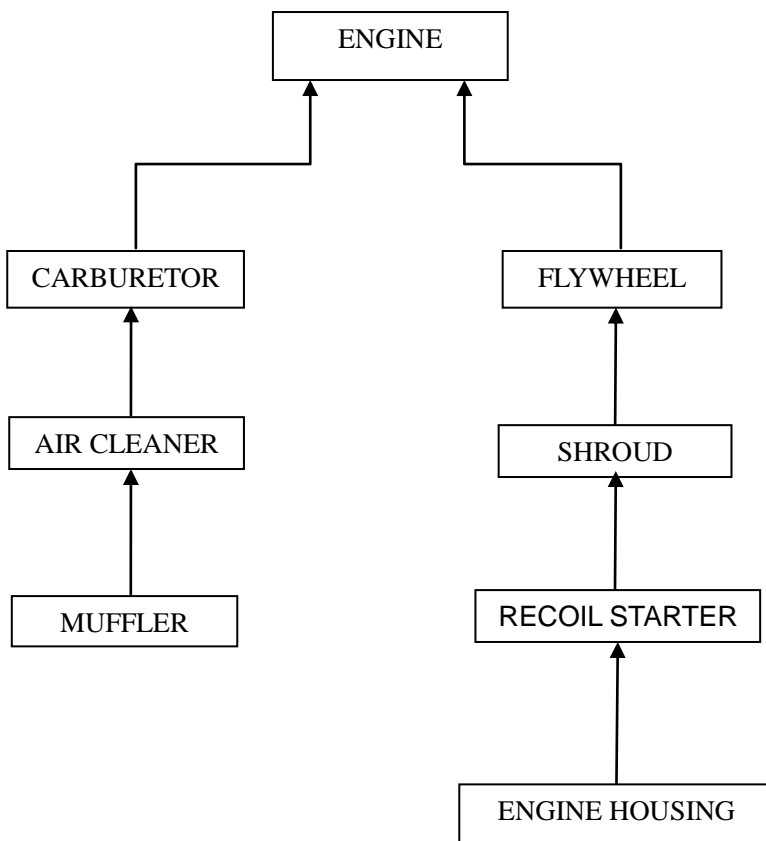 ENGINE
CARBURETOR
FLYWHEEL
AIR CLEANER
SHROUD
MUFFLER
RECOIL STARTER
ENGINE HOUSING